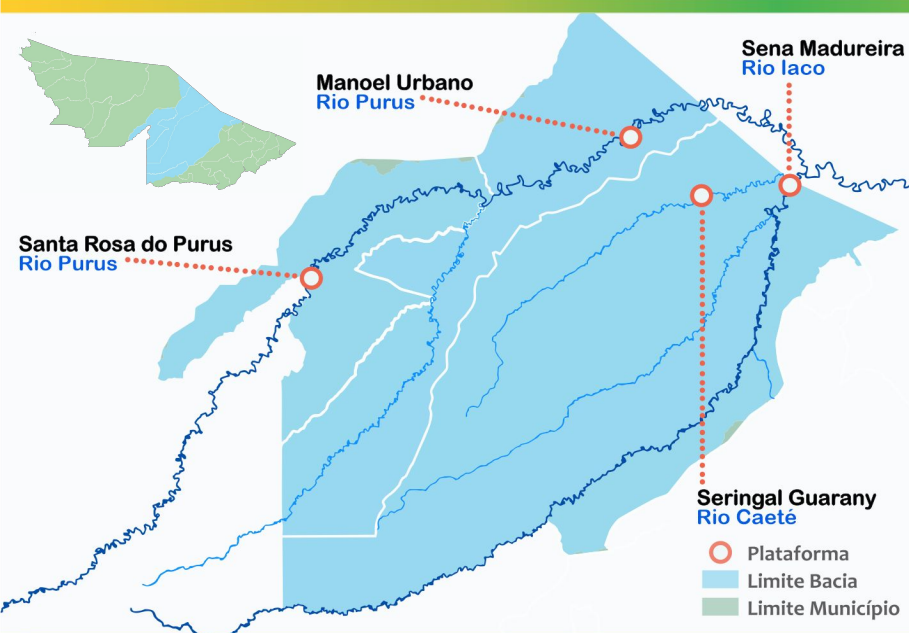 Sena Madureira
Rio Iaco
Manoel Urbano
Rio Purus
Santa Rosa do Purus
Rio Purus
Seringal Guarany
Rio Caeté
Plataforma
Limite Bacia
Limite Município